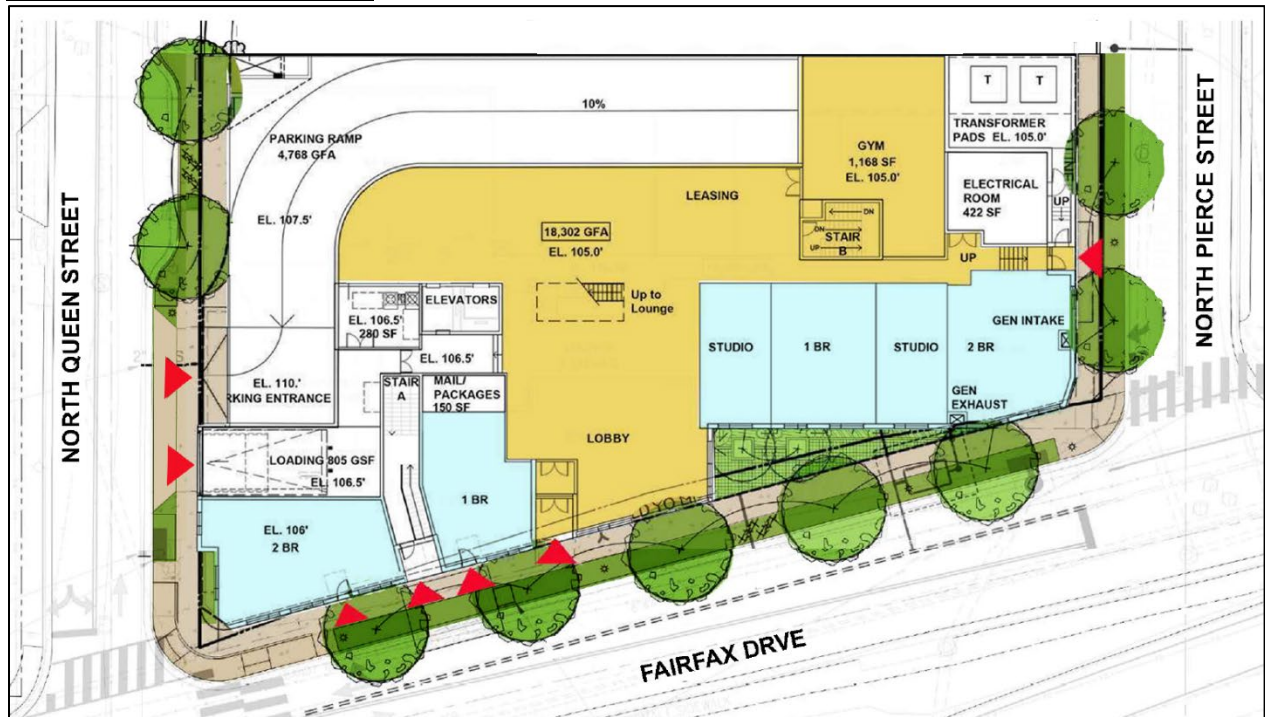 NORTH QUEEN STREET
PARKING RAMP
4,768 GFA
EL. 107.5'
10%
LEASING
18,302 GFA
EL. 105.0'
GYM
1,168 SF
EL. 105.0'
T
T
TRANSFORMER
PADS EL. 105.0'
ELECTRICAL
ROOM
422 SF
UP
DN
DN
UP
STAIR
B
UP
NORTH PIERCE STREET
EL. 106.5'
280 SF
ELEVATORS
Up to
Lounge
EL. 106.5'
STUDIO
1 BR
STUDIO
2 BR
GEN INTAKE
GEN
EXHAUST
EL. 110.'
RKING ENTRANCE
STAIR
A
MAIL/
PACKAGES
150 SF
LOBBY
LOADING 805 GSF
EL. 106.5'
1 BR
EL. 106'
2 BR
FAIRFAX DRVE